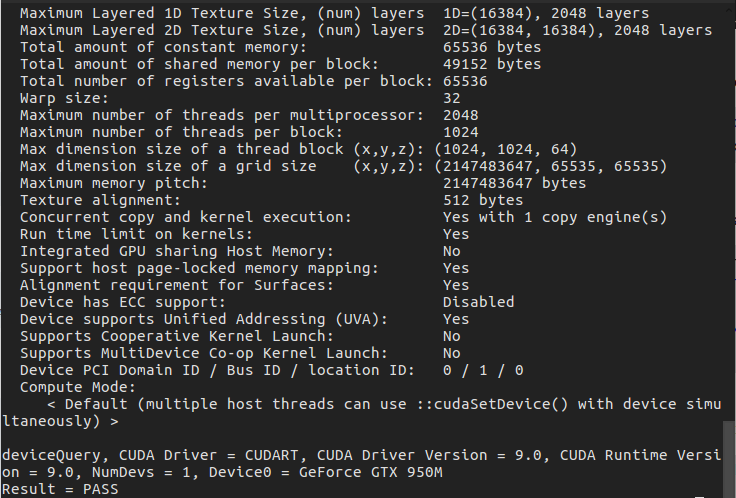 Maximum Layered 1D Texture Size, (num) layers  1D=(16384), 2048 layers
Maximum Layered 2D Texture Size, (num) layers  2D=(16384, 16384), 2048 layers
Total amount of constant memory:               65536 bytes
Total amount of shared memory per block:       49152 bytes
Total number of registers available per block: 65536
Warp size:                                     32
Maximum number of threads per multiprocessor:  2048
Maximum number of threads per block:           1024
Max dimension size of a thread block (x,y,z): (1024, 1024, 64)
Max dimension size of a grid size    (x,y,z): (2147483647, 65535, 65535)
Maximum memory pitch:                          2147483647 bytes
Texture alignment:                             512 bytes
Concurrent copy and kernel execution:          Yes with 1 copy engine(s)
Run time limit on kernels:                     Yes
Integrated GPU sharing Host Memory:            No
Support host page-locked memory mapping:       Yes
Alignment requirement for Surfaces:            Yes
Device has ECC support:                        Disabled
Device supports Unified Addressing (UVA):      Yes
Supports Cooperative Kernel Launch:            No
Supports MultiDevice Co-op Kernel Launch:      No
Device PCI Domain ID / Bus ID / location ID:   0 / 1 / 0
Compute Mode:
< Default (multiple host threads can use ::cudaSetDevice() with device simu
ltaneously) >
deviceQuery, CUDA Driver = CUDART, CUDA Driver Version = 9.0, CUDA Runtime Versi
on = 9.0, NumDevs = 1, Device0 = GeForce GTX 950M
Result = PASS